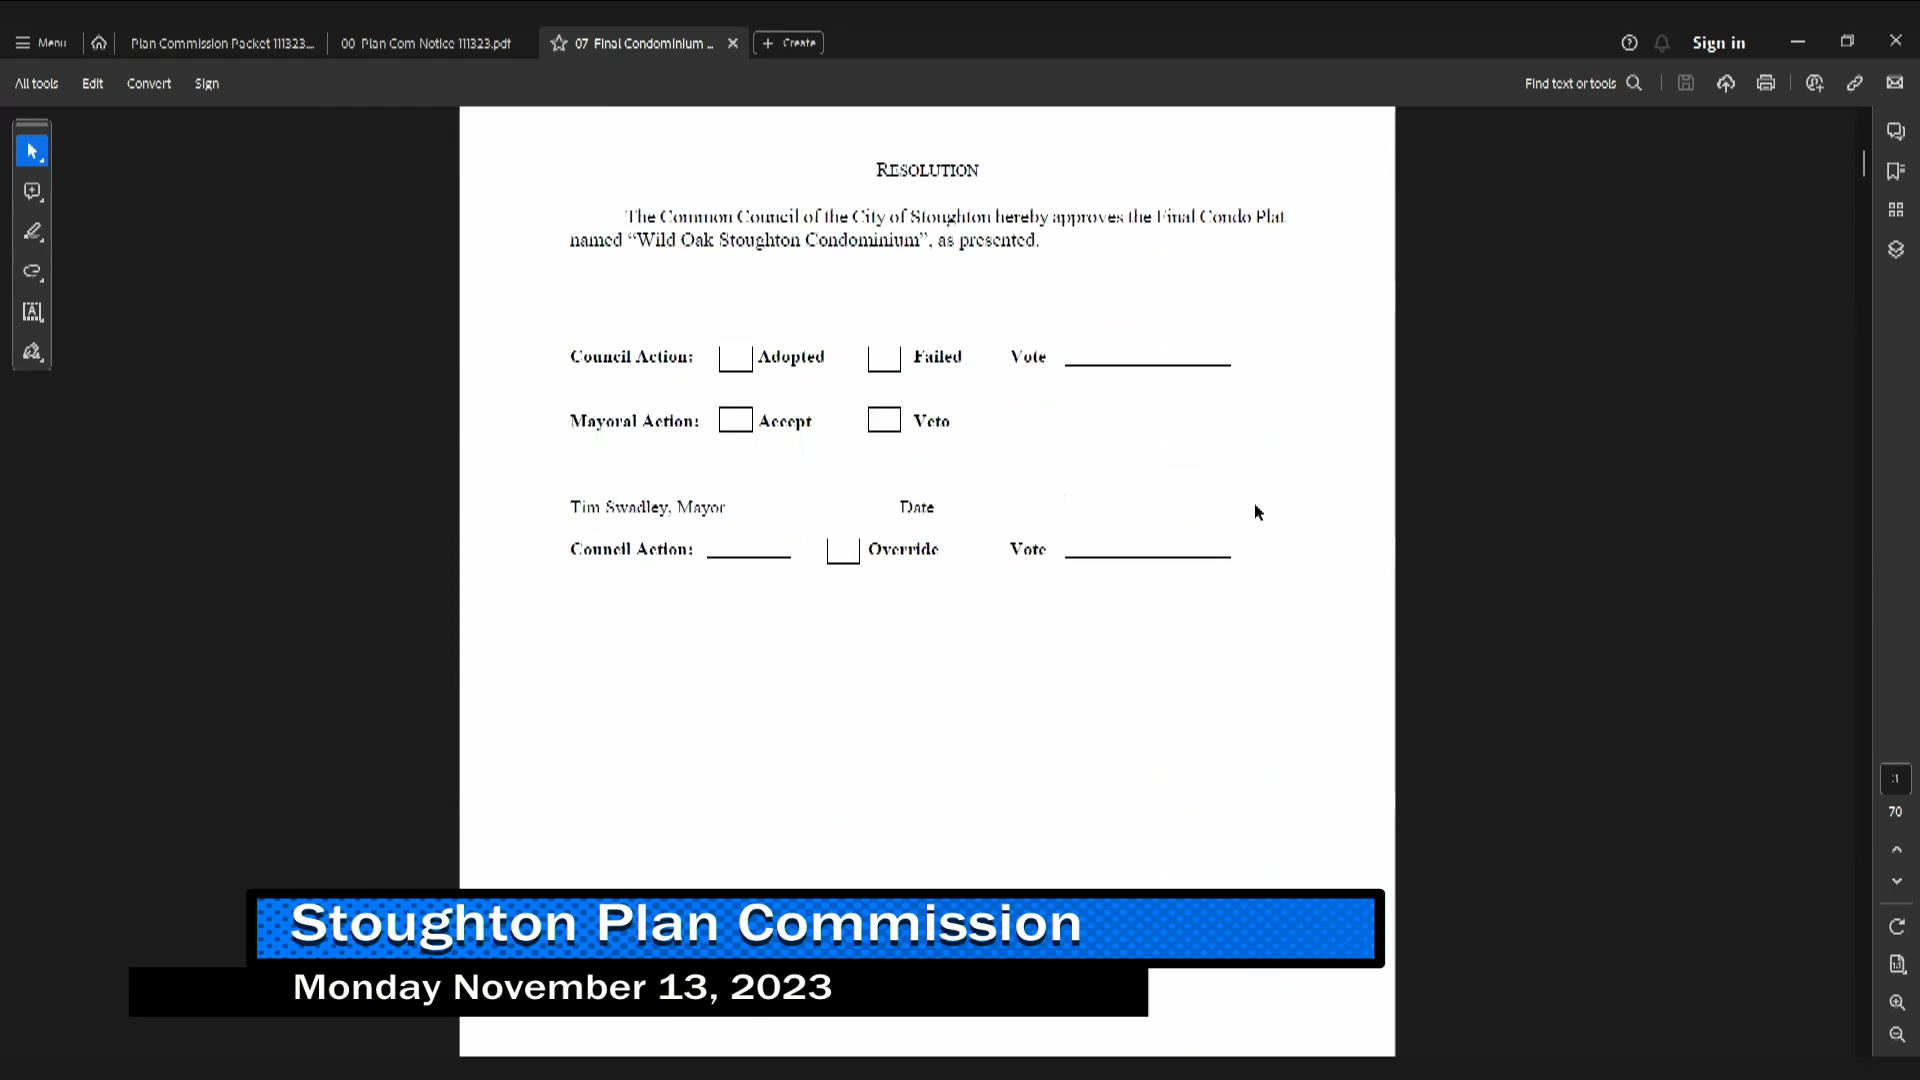 Menu
Plan Commission Packet 111323...
00 Plan Com Notice 111323.pdf
07 Final Condominium ...
Create
Sign in
All tools
Edit
Convert
Sign
Find text or tools
RESOLUTION
The Common Council of the City of Stoughton hereby approves the Final Condo Plat
named “Wild Oak Stoughton Condominium”, as presented.
Council Action: Adopted Failed Vote
Mayoral Action: Accept Veto
Tim Swadley, Mayor Date
Council Action: Override Vote
70
Stoughton Plan Commission
Monday November 13, 2023